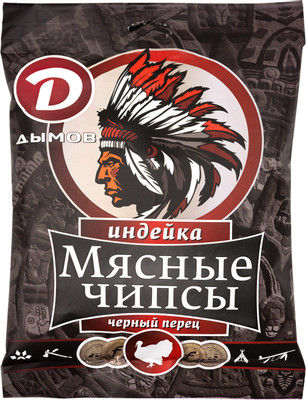 Д
ДЫМОВ
индейка
Мясные
чипсы
черный перец